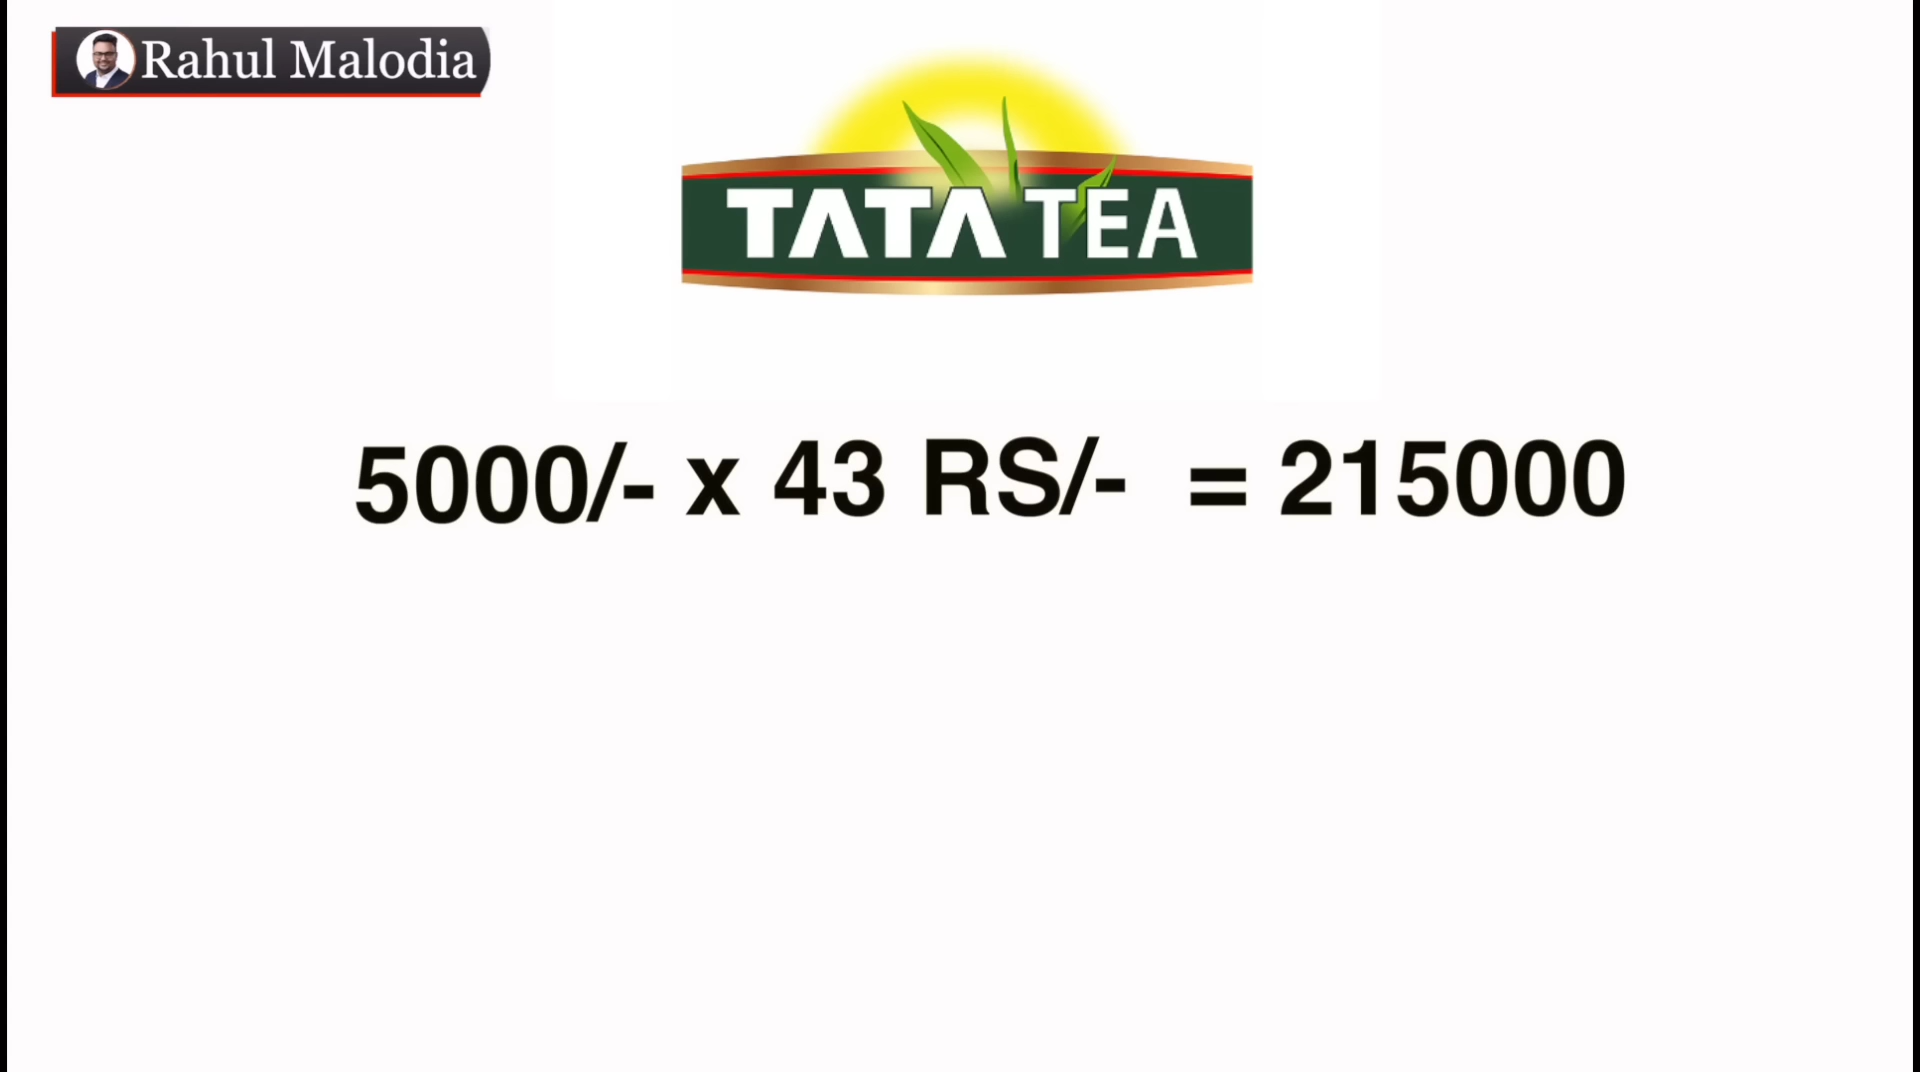 Rahul Malodia
TATA TEA
5000/- x 43 RS/- = 215000